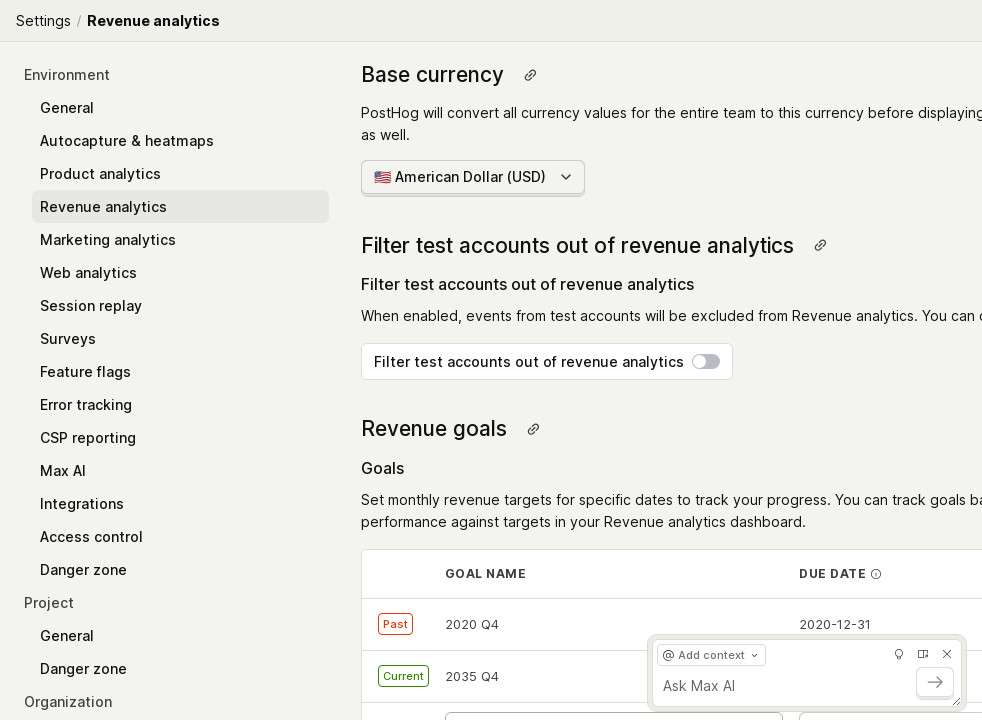 Settings / Revenue analytics
Environment
General
Autocapture & heatmaps
Product analytics
Revenue analytics
Marketing analytics
Web analytics
Session replay
Surveys
Feature flags
Error tracking
CSP reporting
Max AI
Integrations
Access control
Danger zone
Project
General
Danger zone
Organization
Base currency
PostHog will convert all currency values for the entire team to this currency before displaying
as well.
American Dollar (USD)
Filter test accounts out of revenue analytics
Filter test accounts out of revenue analytics
When enabled, events from test accounts will be excluded from Revenue analytics. You can
Filter test accounts out of revenue analytics
Revenue goals
Goals
Set monthly revenue targets for specific dates to track your progress. You can track goals
performance against targets in your Revenue analytics dashboard.
GOAL NAME DUE DATE
Past 2020 Q4 2020-12-31
Current 2035 Q4
@ Add context
Ask Max AI